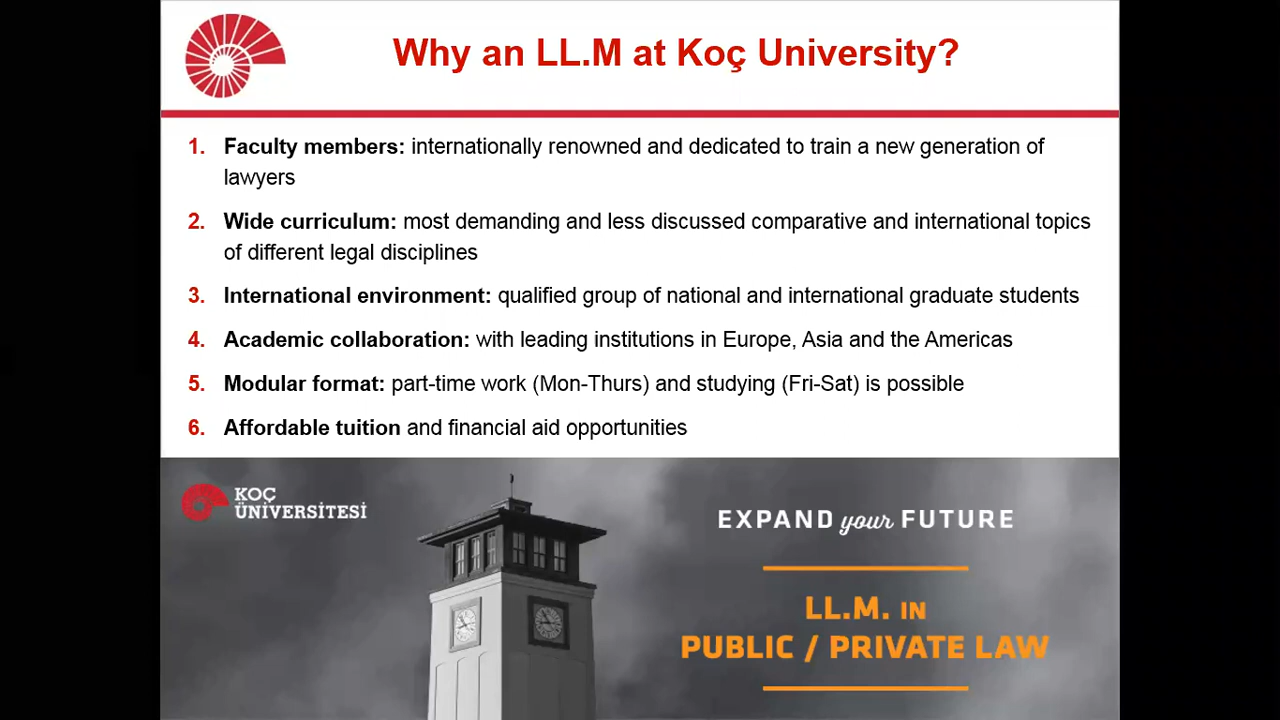 Why an LL.M at Koç University?
1. Faculty members: internationally renowned and dedicated to train a new generation of
lawyers
2. Wide curriculum: most demanding and less discussed comparative and international topics
of different legal disciplines
3. International environment: qualified group of national and international graduate students
4. Academic collaboration: with leading institutions in Europe, Asia and the Americas
5. Modular format: part-time work (Mon-Thurs) and studying (Fri-Sat) is possible
6. Affordable tuition and financial aid opportunities
KOÇ
ÜNİVERSİTESİ
EXPAND your FUTURE
LL.M. IN
PUBLIC / PRIVATE LAW